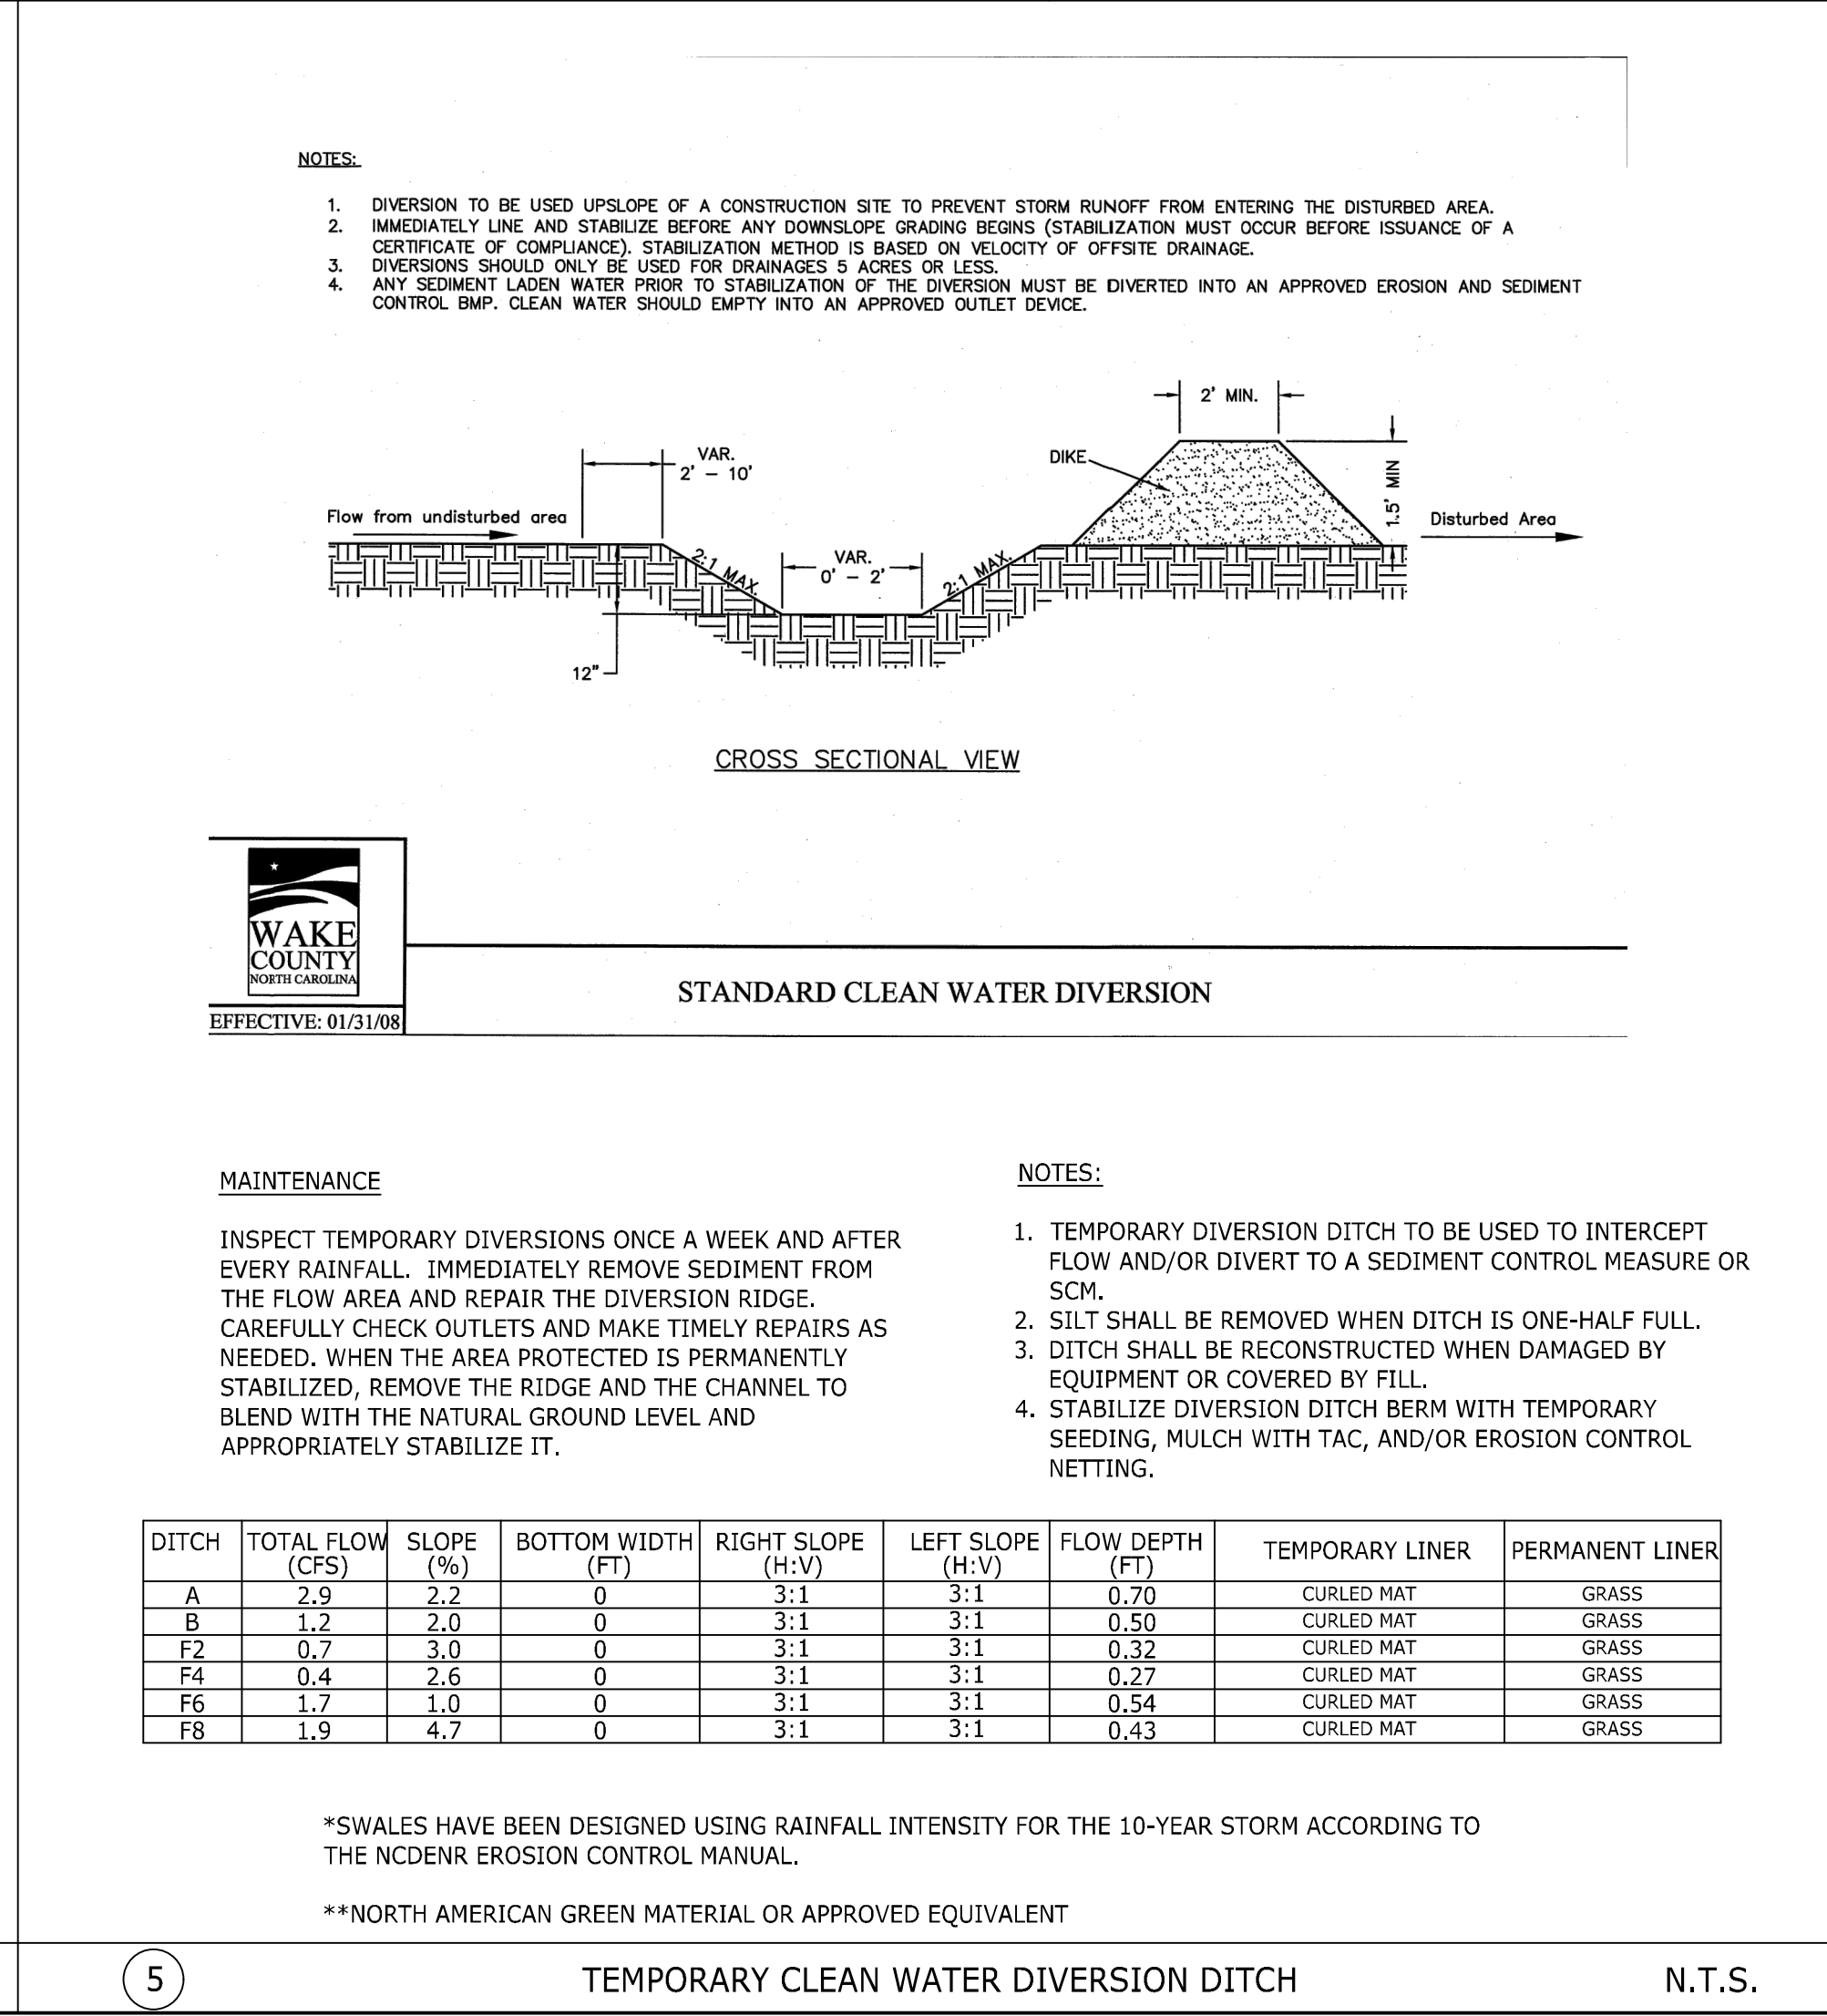 NOTES:
1. DIVERSION TO BE USED UPSLOPE OF A CONSTRUCTION SITE TO PREVENT STORM RUNOFF FROM ENTERING THE DISTURBED AREA.
2. IMMEDIATELY LINE AND STABILIZE BEFORE ANY DOWNSLOPE GRADING BEGINS (STABILIZATION MUST OCCUR BEFORE ISSUANCE OF A
CERTIFICATE OF COMPLIANCE). STABILIZATION METHOD IS BASED ON VELOCITY OF OFFSITE DRAINAGE.
3. DIVERSIONS SHOULD ONLY BE USED FOR DRAINAGES 5 ACRES OR LESS.
4. ANY SEDIMENT LADEN WATER PRIOR TO STABILIZATION OF THE DIVERSION MUST BE DIVERTED INTO AN APPROVED EROSION AND SEDIMENT
CONTROL BMP. CLEAN WATER SHOULD EMPTY INTO AN APPROVED OUTLET DEVICE.
2' MIN.
VAR.
2' – 10'
DIKE
1.5' MIN
Flow from undisturbed area
Disturbed Area
2:1 MAX.
VAR.
0' – 2'
2:1 MAX.
12"
CROSS SECTIONAL VIEW
WAKE
COUNTY
NORTH CAROLINA
EFFECTIVE: 01/31/08
STANDARD CLEAN WATER DIVERSION
MAINTENANCE
INSPECT TEMPORARY DIVERSIONS ONCE A WEEK AND AFTER
EVERY RAINFALL. IMMEDIATELY REMOVE SEDIMENT FROM
THE FLOW AREA AND REPAIR THE DIVERSION RIDGE.
CAREFULLY CHECK OUTLETS AND MAKE TIMELY REPAIRS AS
NEEDED. WHEN THE AREA PROTECTED IS PERMANENTLY
STABILIZED, REMOVE THE RIDGE AND THE CHANNEL TO
BLEND WITH THE NATURAL GROUND LEVEL AND
APPROPRIATELY STABILIZE IT.
NOTES:
1. TEMPORARY DIVERSION DITCH TO BE USED TO INTERCEPT
FLOW AND/OR DIVERT TO A SEDIMENT CONTROL MEASURE OR
SCM.
2. SILT SHALL BE REMOVED WHEN DITCH IS ONE-HALF FULL.
3. DITCH SHALL BE RECONSTRUCTED WHEN DAMAGED BY
EQUIPMENT OR COVERED BY FILL.
4. STABILIZE DIVERSION DITCH BERM WITH TEMPORARY
SEEDING, MULCH WITH TAC, AND/OR EROSION CONTROL
NETTING.
DITCH TOTAL FLOW (CFS) SLOPE (%) BOTTOM WIDTH (FT) RIGHT SLOPE (H:V) LEFT SLOPE (H:V) FLOW DEPTH (FT) TEMPORARY LINER PERMANENT LINER
A 2.9 2.2 0 3:1 3:1 0.70 CURLED MAT GRASS
B 1.2 2.0 0 3:1 3:1 0.50 CURLED MAT GRASS
F2 0.7 3.0 0 3:1 3:1 0.32 CURLED MAT GRASS
F4 0.4 2.6 0 3:1 3:1 0.27 CURLED MAT GRASS
F6 1.7 1.0 0 3:1 3:1 0.54 CURLED MAT GRASS
F8 1.9 4.7 0 3:1 3:1 0.43 CURLED MAT GRASS
*SWALES HAVE BEEN DESIGNED USING RAINFALL INTENSITY FOR THE 10-YEAR STORM ACCORDING TO
THE NCDENR EROSION CONTROL MANUAL.
**NORTH AMERICAN GREEN MATERIAL OR APPROVED EQUIVALENT
5 TEMPORARY CLEAN WATER DIVERSION DITCH N.T.S.